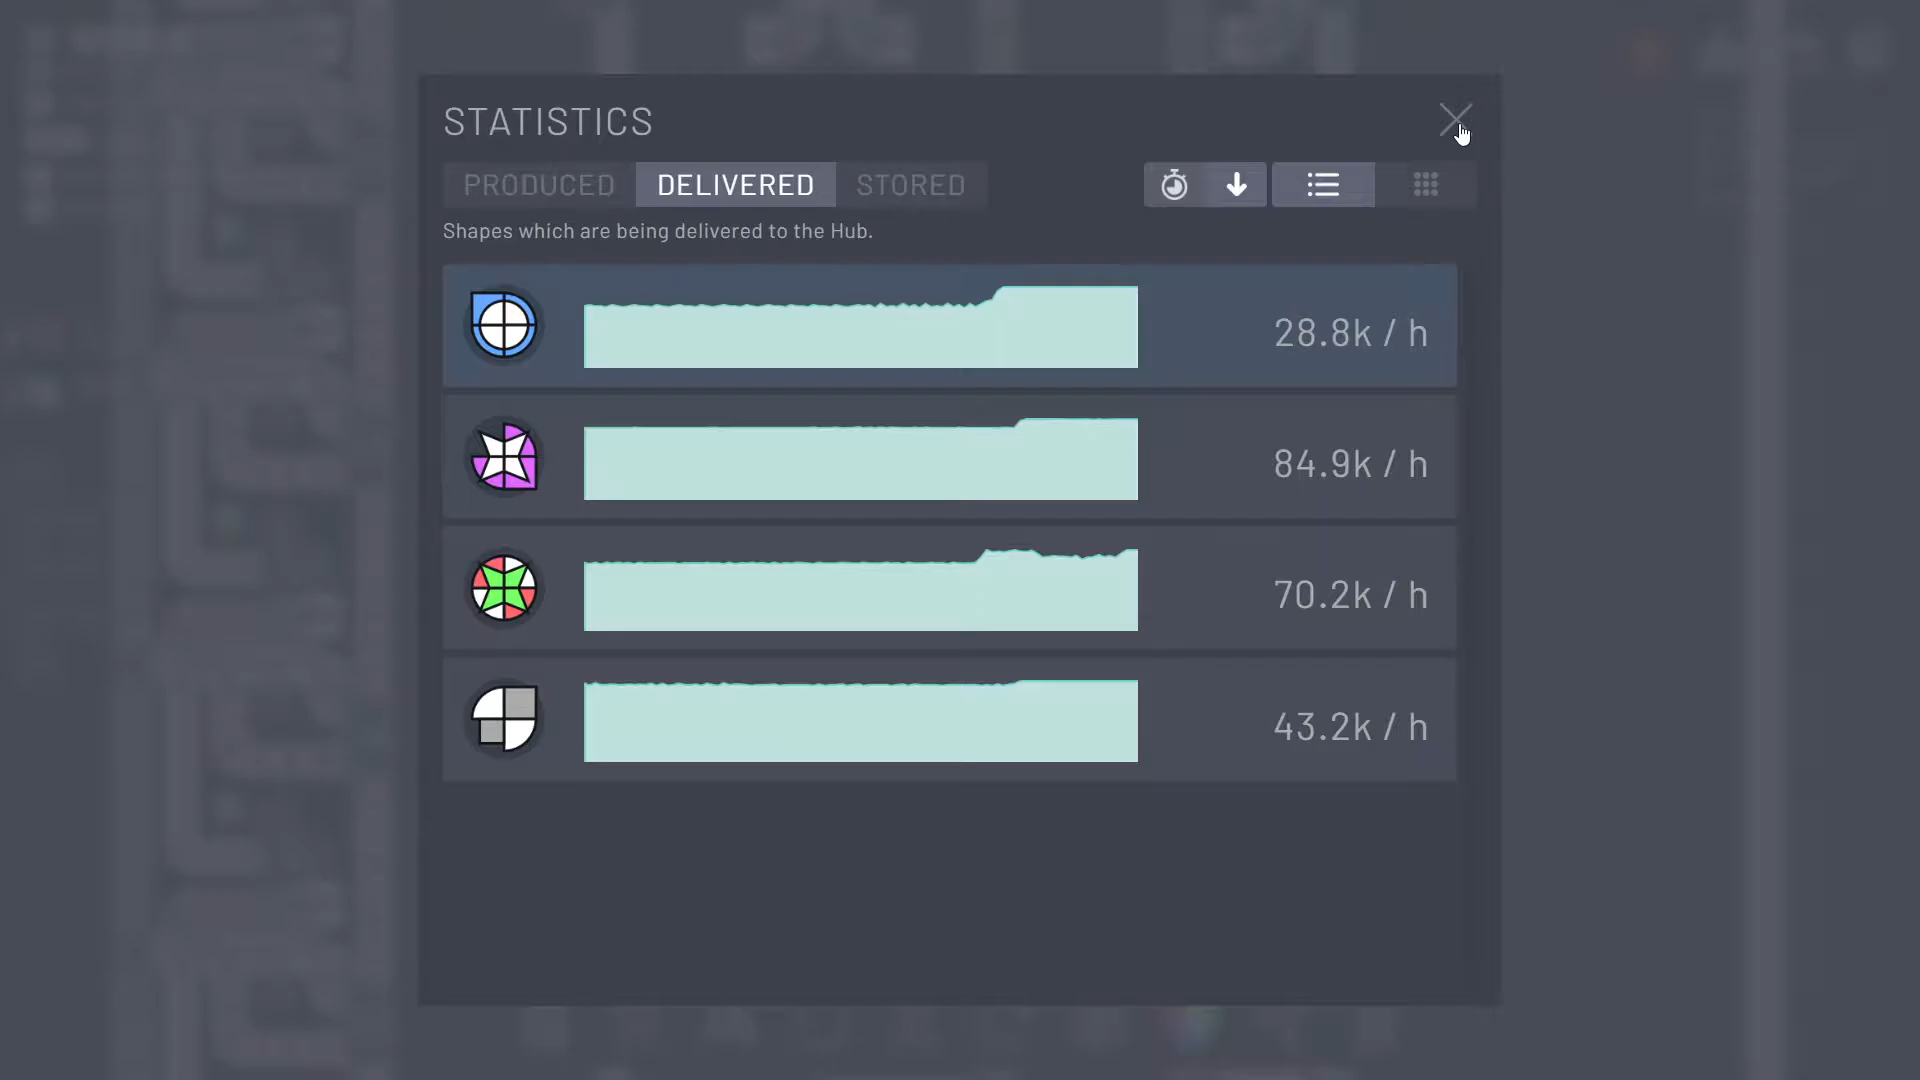 STATISTICS
PRODUCED DELIVERED STORED
Shapes which are being delivered to the Hub.
28.8k / h
84.9k / h
70.2k / h
43.2k / h